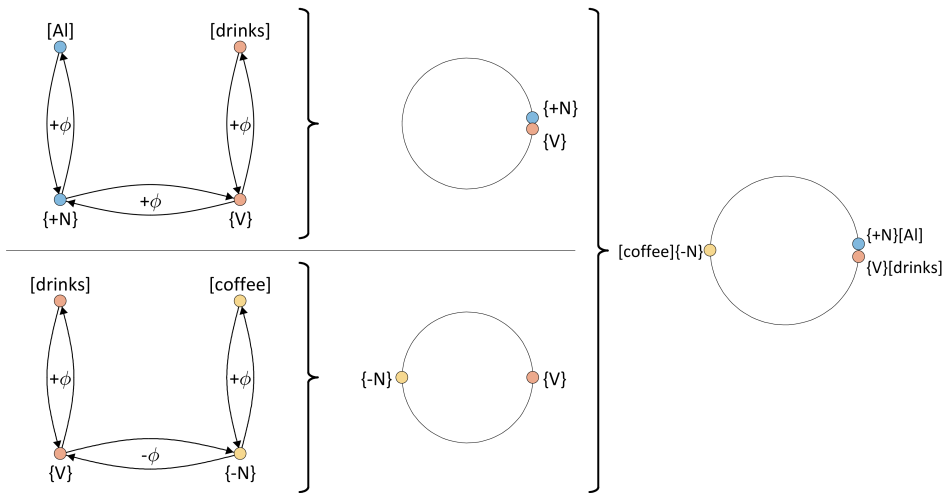 [Al] [drinks]
+ϕ +ϕ
+ϕ
{+N} {V}
{+N}
{V}
[drinks] [coffee]
+ϕ +ϕ
-ϕ
{V} {-N}
{-N} {V}
[coffee]{-N}
{+N}[Al]
{V}[drinks]